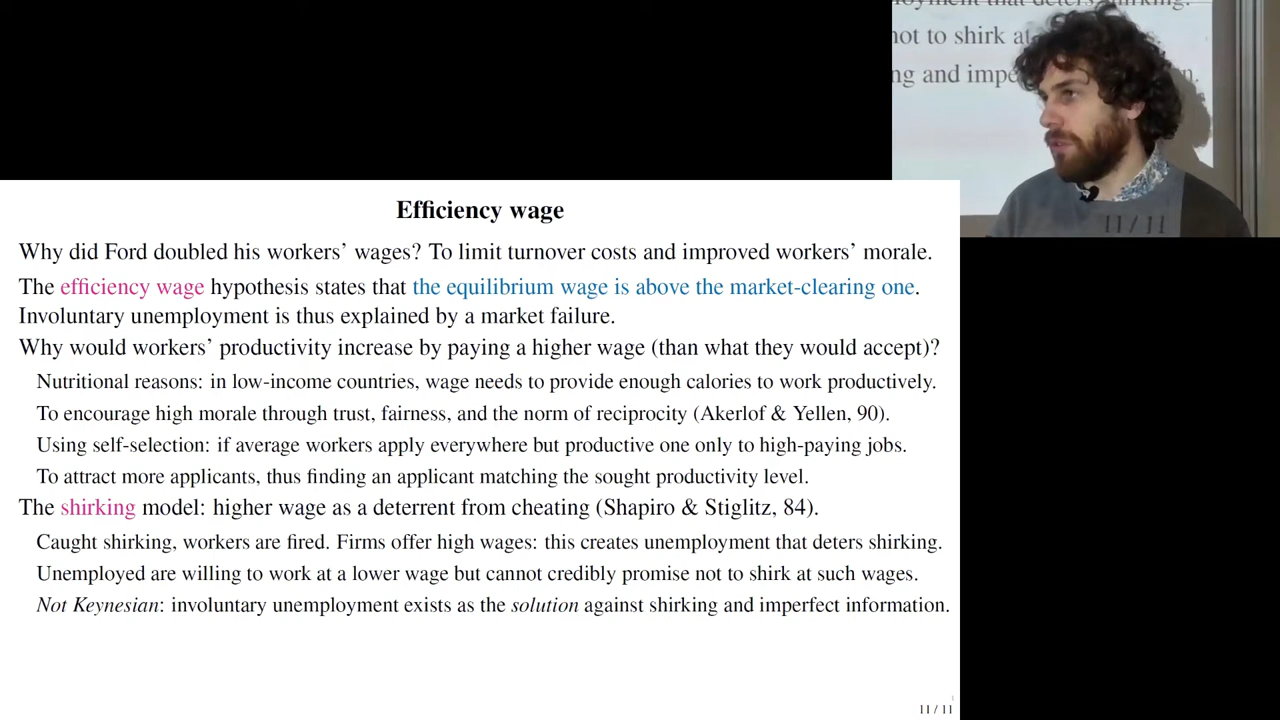 oyment that deters shirking.
not to shirk at
ng and impe
n.
11/11
Efficiency wage
Why did Ford doubled his workers' wages? To limit turnover costs and improved workers' morale.
The efficiency wage hypothesis states that the equilibrium wage is above the market-clearing one.
Involuntary unemployment is thus explained by a market failure.
Why would workers' productivity increase by paying a higher wage (than what they would accept)?
Nutritional reasons: in low-income countries, wage needs to provide enough calories to work productively.
To encourage high morale through trust, fairness, and the norm of reciprocity (Akerlof & Yellen, 90).
Using self-selection: if average workers apply everywhere but productive one only to high-paying jobs.
To attract more applicants, thus finding an applicant matching the sought productivity level.
The shirking model: higher wage as a deterrent from cheating (Shapiro & Stiglitz, 84).
Caught shirking, workers are fired. Firms offer high wages: this creates unemployment that deters shirking.
Unemployed are willing to work at a lower wage but cannot credibly promise not to shirk at such wages.
Not Keynesian: involuntary unemployment exists as the solution against shirking and imperfect information.
11 / 11